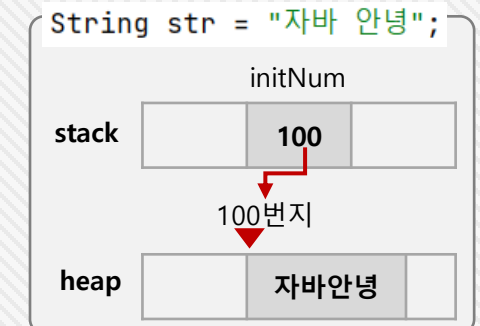 String str = "자바 안녕";
initNum
stack 100
100번지
heap 자바안녕